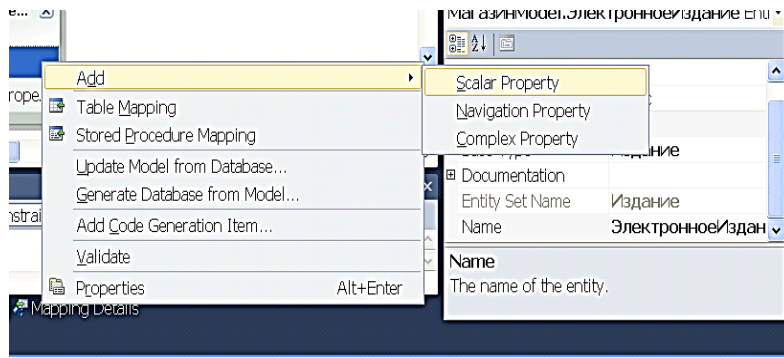 МагазинModel.ЭлектронноеИздание
Add
Scalar Property
Table Mapping
Navigation Property
Stored Procedure Mapping
Complex Property
Издание
Update Model from Database...
Documentation
Generate Database from Model...
Entity Set Name Издание
Add Code Generation Item...
Name ЭлектронноеИздан
Validate
Name
Properties Alt+Enter
The name of the entity.
Mapping Details